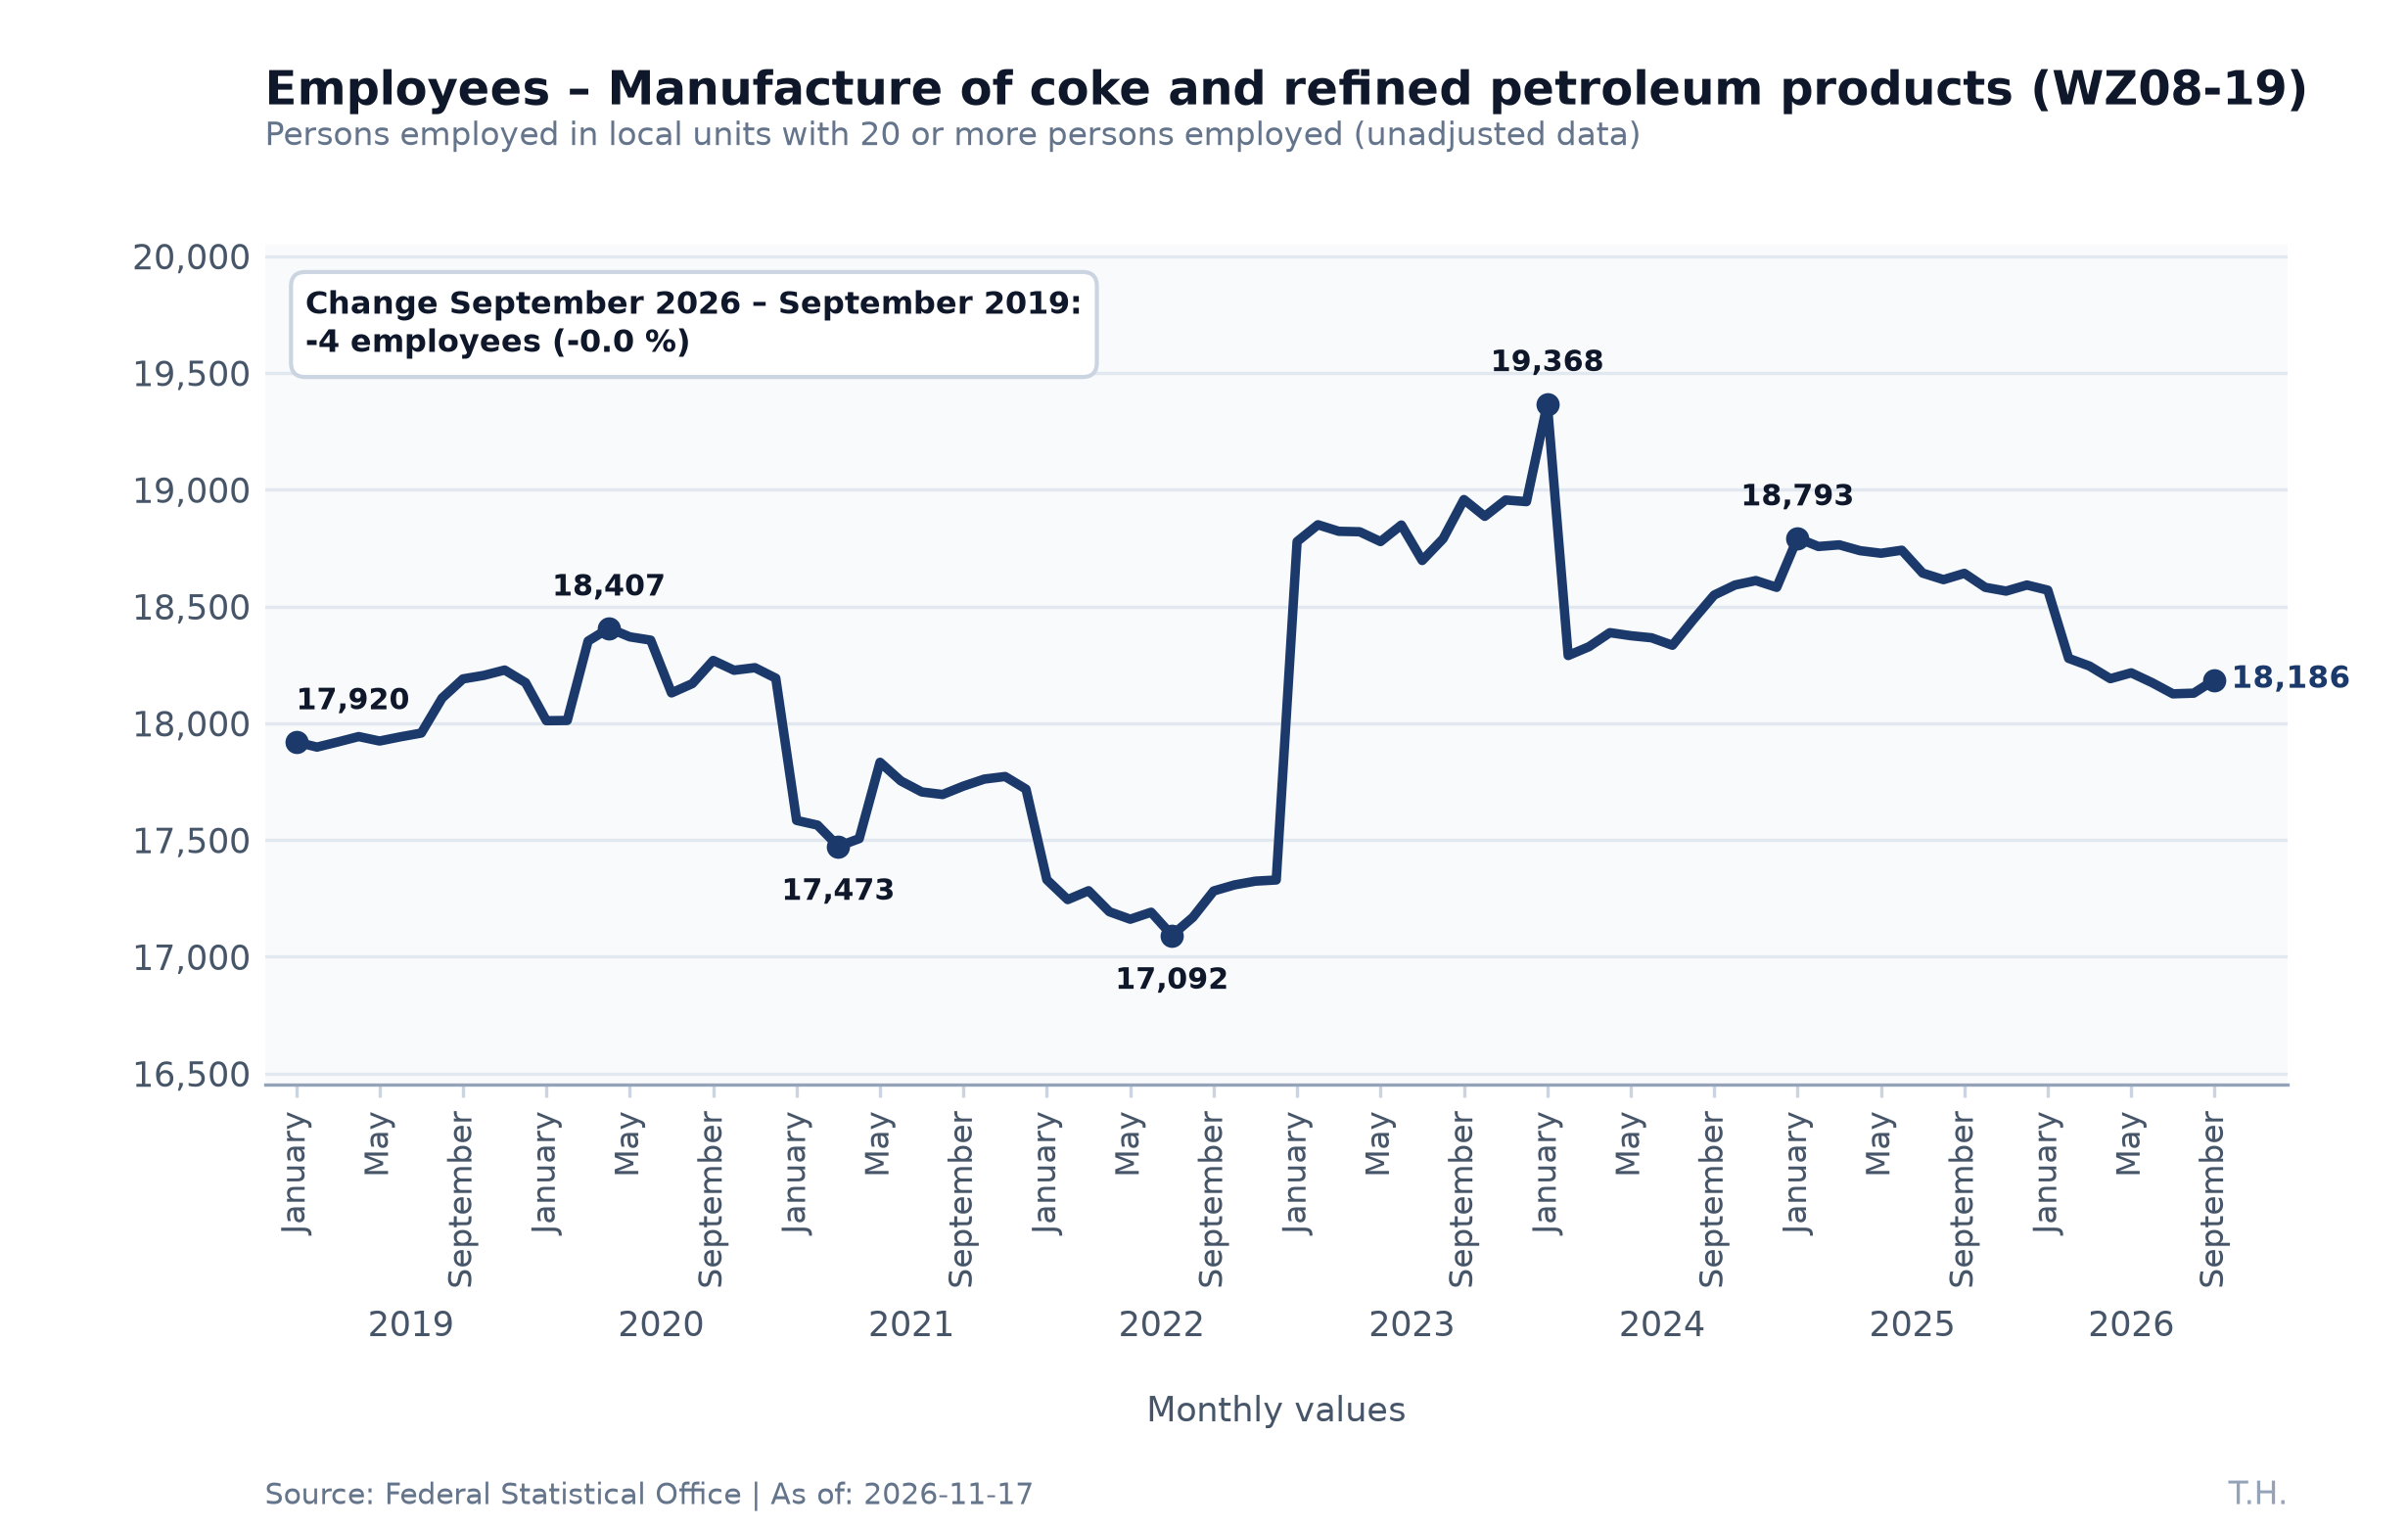 Employees – Manufacture of coke and refined petroleum products (WZ08-19)
Persons employed in local units with 20 or more persons employed (unadjusted data)
20,000
19,500
19,000
18,500
18,000
17,500
17,000
16,500
Change September 2026 – September 2019:
-4 employees (-0.0 %)
17,920
18,407
17,473
17,092
19,368
18,793
18,186
January
May
September
January
May
September
January
May
September
January
May
September
January
May
September
January
May
September
January
May
September
January
May
September
2019
2020
2021
2022
2023
2024
2025
2026
Monthly values
Source: Federal Statistical Office | As of: 2026-11-17
T.H.